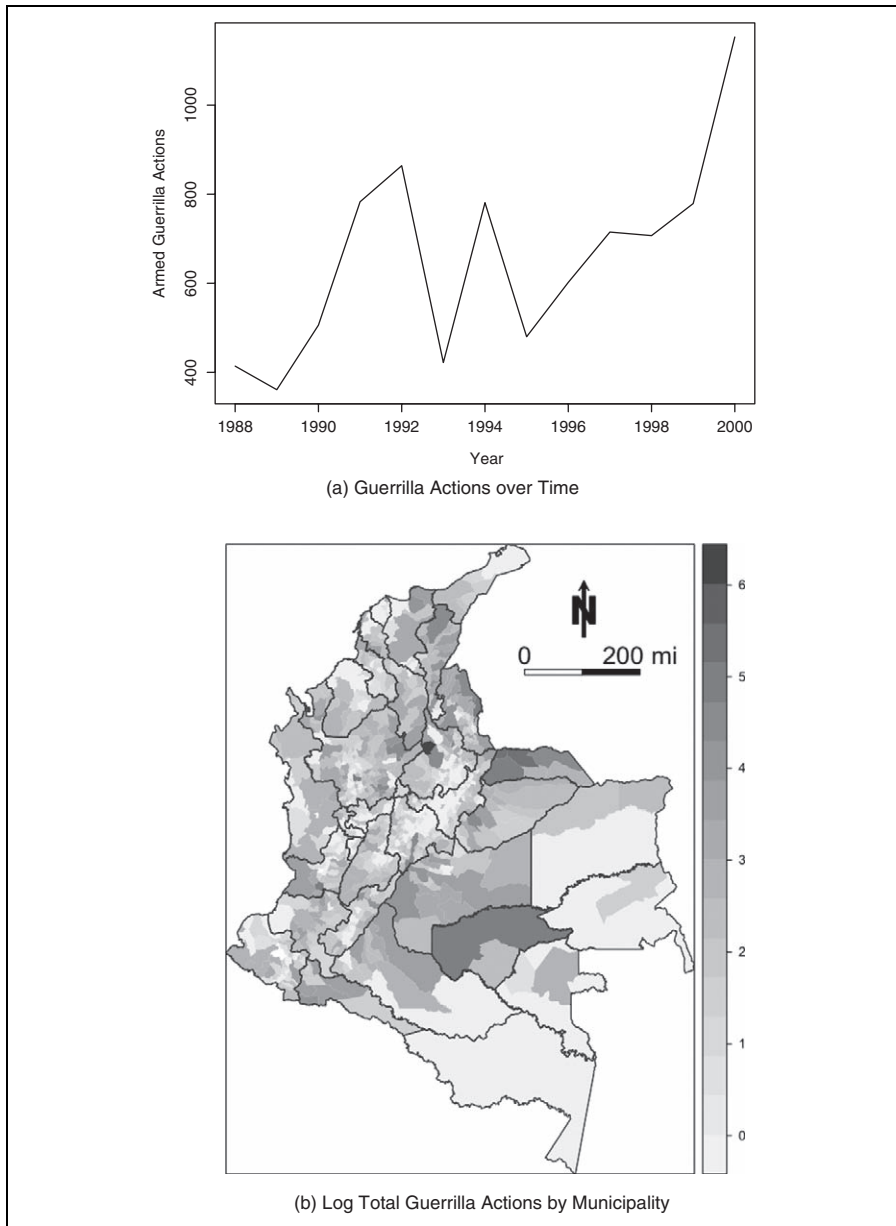 Armed Guerrilla Actions
1000
800
600
400
1988 1990 1992 1994 1996 1998 2000
Year
(a) Guerrilla Actions over Time
N
0 200 mi
6
5
4
3
2
1
0
(b) Log Total Guerrilla Actions by Municipality